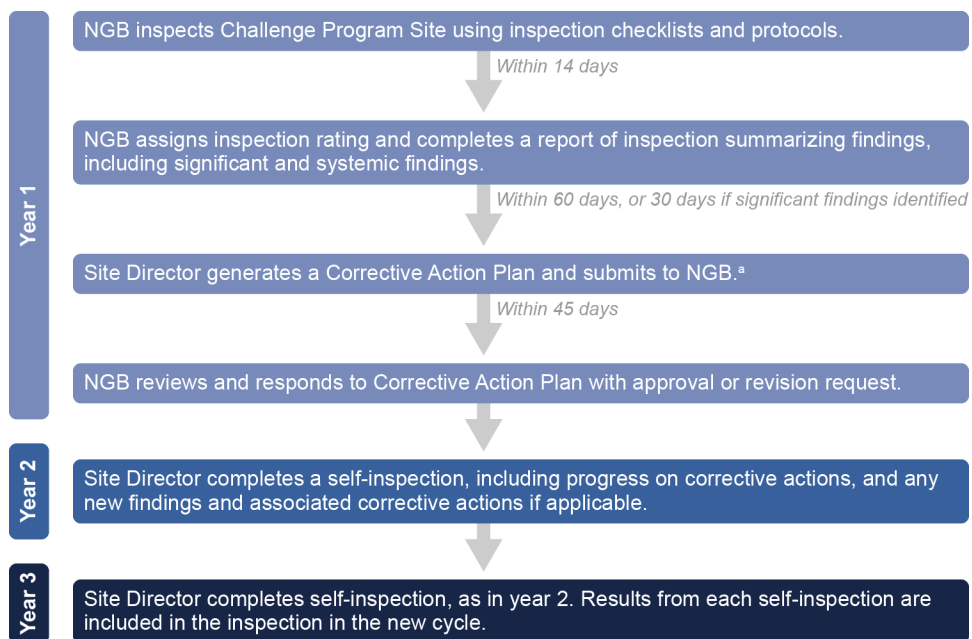 Year 1
NGB inspects Challenge Program Site using inspection checklists and protocols.
Within 14 days
NGB assigns inspection rating and completes a report of inspection summarizing findings,
including significant and systemic findings.
Within 60 days, or 30 days if significant findings identified
Site Director generates a Corrective Action Plan and submits to NGB.ª
Within 45 days
NGB reviews and responds to Corrective Action Plan with approval or revision request.
Year 2
Site Director completes a self-inspection, including progress on corrective actions, and any
new findings and associated corrective actions if applicable.
Year 3
Site Director completes self-inspection, as in year 2. Results from each self-inspection are
included in the inspection in the new cycle.